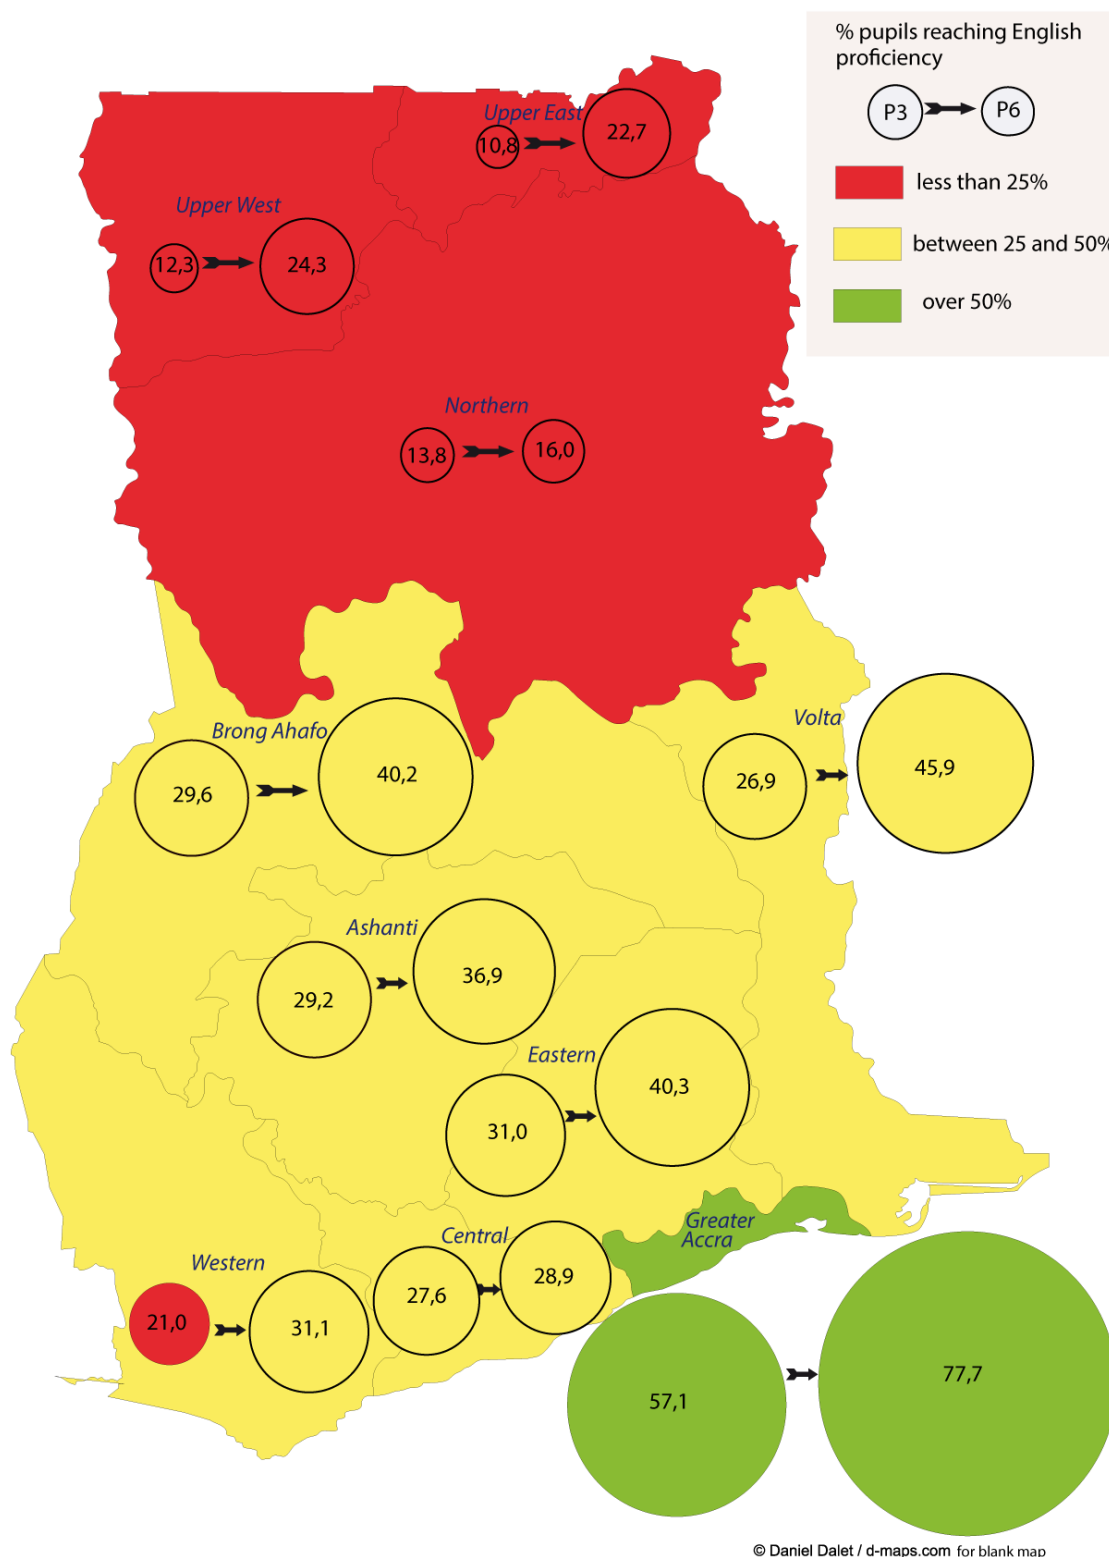 % pupils reaching English
proficiency
P3
P6
less than 25%
between 25 and 50%
over 50%
Upper East
10,8
22,7
Upper West
12,3
24,3
Northern
13,8
16,0
Brong Ahafo
29,6
40,2
Volta
26,9
45,9
Ashanti
29,2
36,9
Eastern
31,0
40,3
Greater
Accra
57,1
77,7
Central
27,6
28,9
Western
21,0
31,1
© Daniel Dalet / d-maps.com for blank map